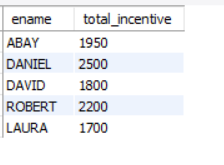 ename total_incentive
ABAY 1950
DANIEL 2500
DAVID 1800
ROBERT 2200
LAURA 1700